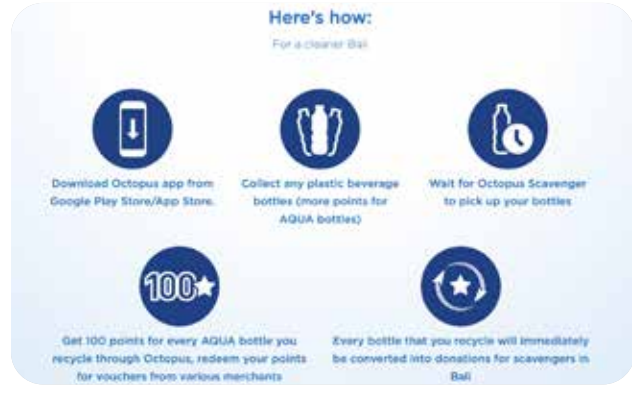 Here's how:
For a cleaner Bali
Download Octopus app from
Google Play Store/App Store.
Collect any plastic beverage
bottles (more points for
AQUA bottles)
Wait for Octopus Scavenger
to pick up your bottles
100
Get 100 points for every AQUA bottle you
recycle through Octopus, redeem your points
for vouchers from various merchants
Every bottle that you recycle will immediately
be converted into donations for scavengers in
Bali